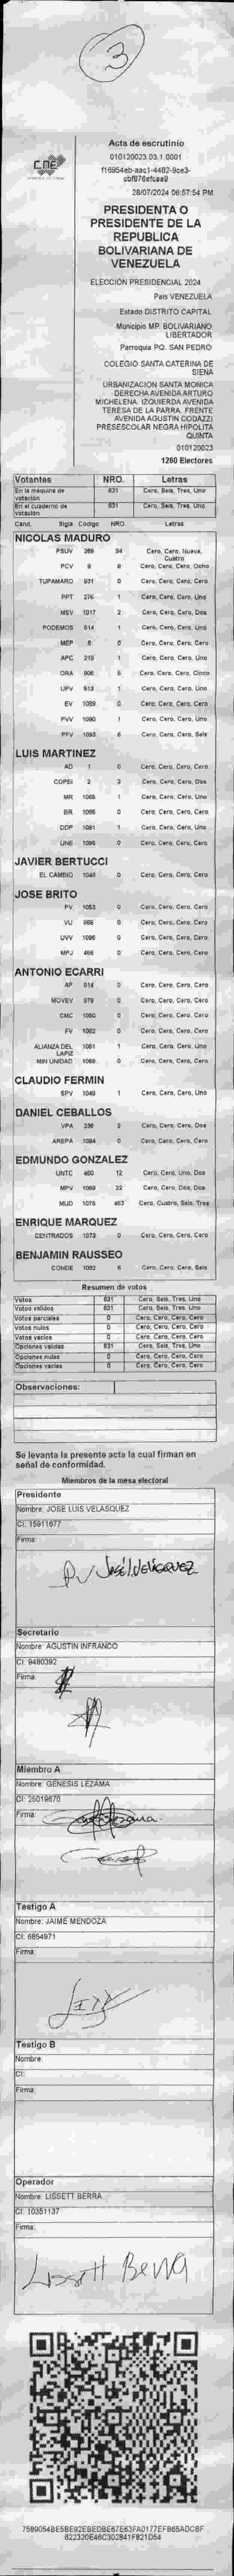 3
CNE
Acta de escrutinio
010120023.03.1.0001
28/07/2024 06:57:54 PM
PRESIDENTA O
PRESIDENTE DE LA
REPUBLICA
BOLIVARIANA DE
VENEZUELA
ELECCIÓN PRESIDENCIAL 2024
Pais VENEZUELA
Estado DISTRITO CAPITAL
Municipio MP. BOLIVARIANO
LIBERTADOR
Parroquia PQ. SAN PEDRO
COLEGIO SANTA CATERINA DE
SIENA
URBANIZACION SANTA MONICA
DERECHA AVENIDA ARTURO
MICHELENA. IZQUIERDA AVENIDA
TERESA DE LA PARRA. FRENTE
AVENIDA AGUSTIN CODAZZI
PRESESCOLAR NEGRA HIPOLITA
QUINTA
010120023
1260 Electores
Votantes NRO. Letras
En la máquina de votación 631 Cero, Seis, Tres, Uno
En el cuaderno de votación 631 Cero, Seis, Tres, Uno
Cand. Sigla Codigo NRO. Letras
NICOLAS MADURO
PSUV 269 94 Cero, Cero, Nueve, Cuatro
PCV 9 8 Cero, Cero, Cero, Ocho
TUPAMARO 931 0 Cero, Cero, Cero, Cero
PPT 276 1 Cero, Cero, Cero, Uno
MSV 1017 2 Cero, Cero, Cero, Dos
PODEMOS 514 1 Cero, Cero, Cero, Uno
MEP 6 0 Cero, Cero, Cero, Cero
APC 215 1 Cero, Cero, Cero, Uno
ORA 906 5 Cero, Cero, Cero, Cinco
UPV 613 1 Cero, Cero, Cero, Uno
EV 1089 0 Cero, Cero, Cero, Cero
PVV 1090 1 Cero, Cero, Cero, Uno
PFV 1093 6 Cero, Cero, Cero, Seis
LUIS MARTINEZ
AD 1 0 Cero, Cero, Cero, Cero
COPEI 2 2 Cero, Cero, Cero, Dos
MR 1065 1 Cero, Cero, Cero, Uno
BR 1066 0 Cero, Cero, Cero, Cero
DDP 1091 1 Cero, Cero, Cero, Uno
UNE 1095 0 Cero, Cero, Cero, Cero
JAVIER BERTUCCI
EL CAMBIO 1048 0 Cero, Cero, Cero, Cero
JOSE BRITO
PV 1053 0 Cero, Cero, Cero, Cero
VU 869 0 Cero, Cero, Cero, Cero
UVV 1096 0 Cero, Cero, Cero, Cero
MPJ 456 0 Cero, Cero, Cero, Cero
ANTONIO ECARRI
AP 614 0 Cero, Cero, Cero, Cero
MOVEV 979 0 Cero, Cero, Cero, Cero
CMC 1050 0 Cero, Cero, Cero, Cero
FV 1062 0 Cero, Cero, Cero, Cero
ALIANZA DEL LAPIZ 1051 1 Cero, Cero, Cero, Uno
MIN UNIDAD 1068 0 Cero, Cero, Cero, Cero
CLAUDIO FERMIN
SPV 1049 1 Cero, Cero, Cero, Uno
DANIEL CEBALLOS
VPA 236 2 Cero, Cero, Cero, Dos
AREPA 1094 0 Cero, Cero, Cero, Cero
EDMUNDO GONZALEZ
UNTC 460 12 Cero, Cero, Uno, Dos
MPV 1069 22 Cero, Cero, Dos, Dos
MUD 1075 463 Cero, Cuatro, Seis, Tres
ENRIQUE MARQUEZ
CENTRADOS 1073 0 Cero, Cero, Cero, Cero
BENJAMIN RAUSSEO
CONDE 1092 6 Cero, Cero, Cero, Seis
Resumen de votos
Votos 631 Cero, Seis, Tres, Uno
Votos validos 631 Cero, Seis, Tres, Uno
Votos parciales 0 Cero, Cero, Cero, Cero
Votos nulos 0 Cero, Cero, Cero, Cero
Votos vacíos 0 Cero, Cero, Cero, Cero
Opciones validas 631 Cero, Seis, Tres, Uno
Opciones nulas 0 Cero, Cero, Cero, Cero
Opciones vacias 0 Cero, Cero, Cero, Cero
Observaciones:
Se levanta la presente acta la cual firman en
señal de conformidad.
Miembros de la mesa electoral
Presidente
Nombre: JOSE LUIS VELASQUEZ
CI: 15911677
Firma:
P/V José L. VELASQUEZ
Secretario
Nombre: AGUSTIN INFRANCO
CI: 9480392
Firma:
Miembro A
Nombre: GENESIS LEZAMA
CI: 25019670
Firma:
Testigo A
Nombre: JAIME MENDOZA
CI: 6854971
Firma:
Testigo B
Nombre:
CI:
Firma:
Operador
Nombre: LISSETT BERRA
CI: 10351137
Firma:
Lissett Berra